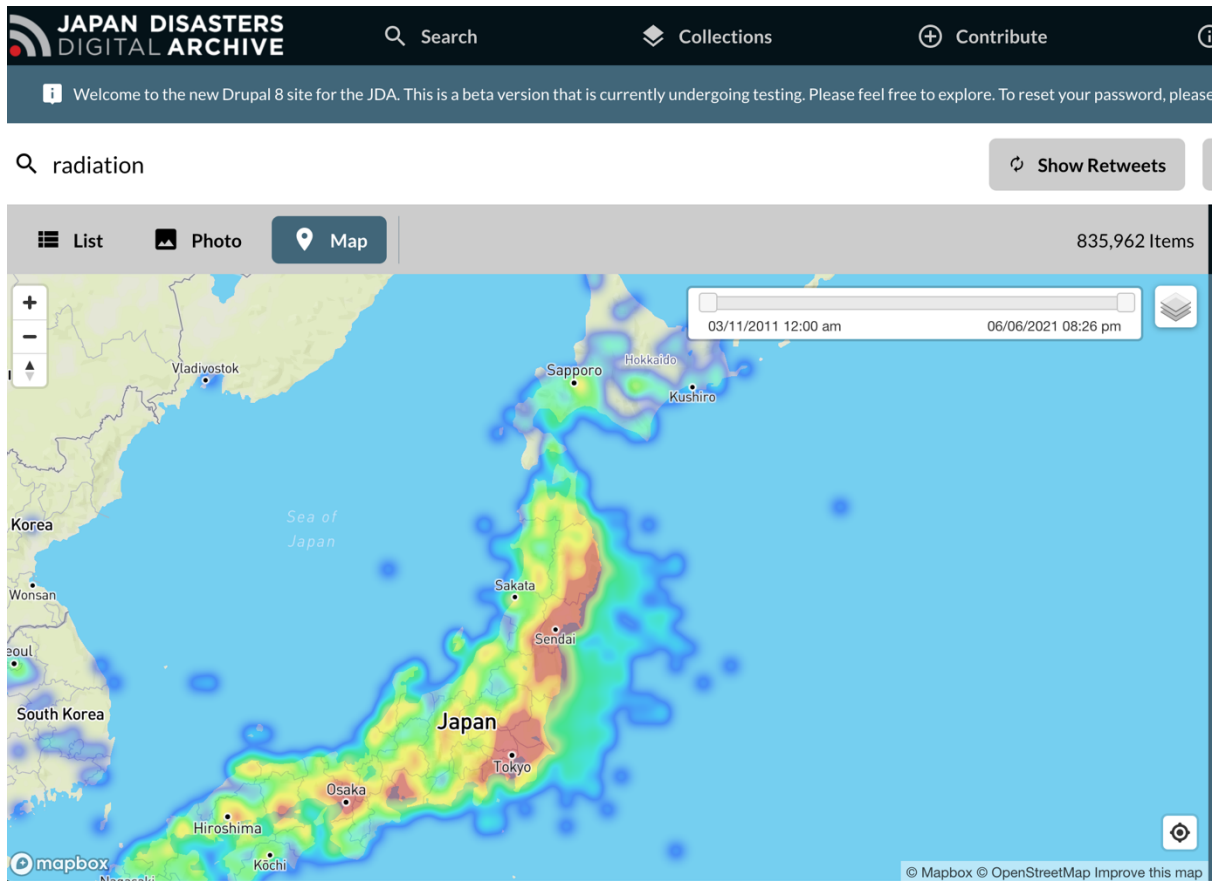 JAPAN DISASTERS
DIGITAL ARCHIVE
Search
Collections
Contribute
Welcome to the new Drupal 8 site for the JDA. This is a beta version that is currently undergoing testing. Please feel free to explore. To reset your password, please
radiation
Show Retweets
List
Photo
Map
835,962 Items
03/11/2011 12:00 am
06/06/2021 08:26 pm
Vladivostok
Hokkaido
Sapporo
Kushiro
Korea
Sea of
Japan
Wonsan
Sakata
Sendai
eoul
South Korea
Japan
Tokyo
Osaka
Hiroshima
Kōchi
Nagasaki
mapbox
© Mapbox © OpenStreetMap Improve this map